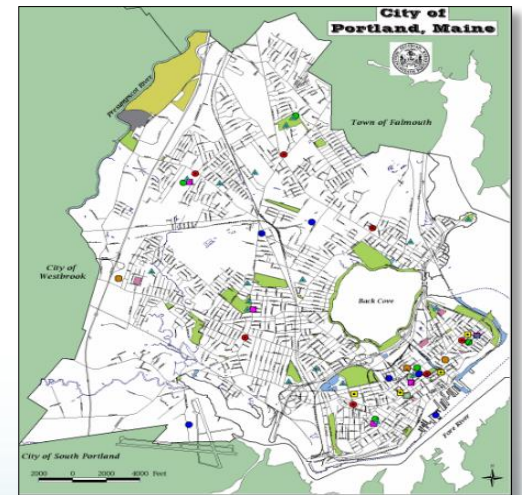 City of
Portland, Maine
Presumpscot River
Town of Falmouth
City of
Westbrook
Back Cove
Fore River
City of South Portland
2000 0 2000 4000 Feet